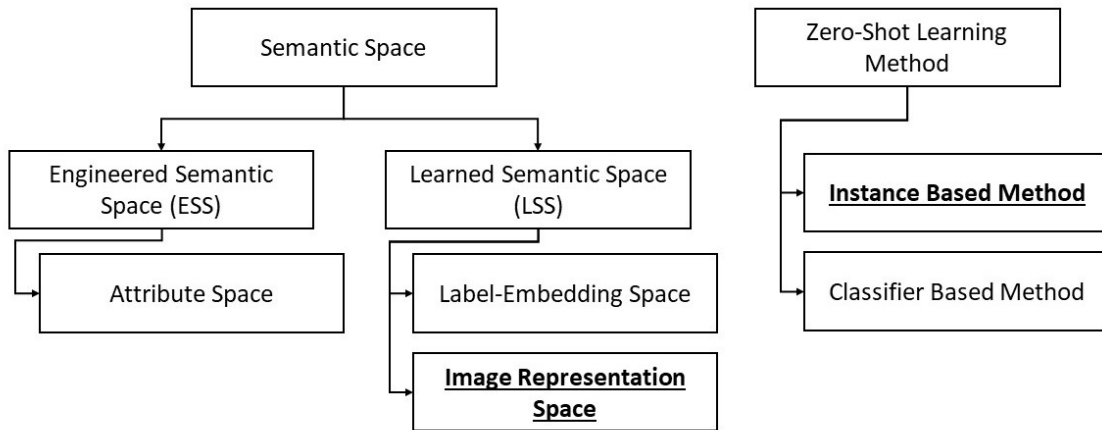 Semantic Space
Zero-Shot Learning
Method
Engineered Semantic
Space (ESS)
Learned Semantic Space
(LSS)
Instance Based Method
Attribute Space
Label-Embedding Space
Classifier Based Method
Image Representation
Space